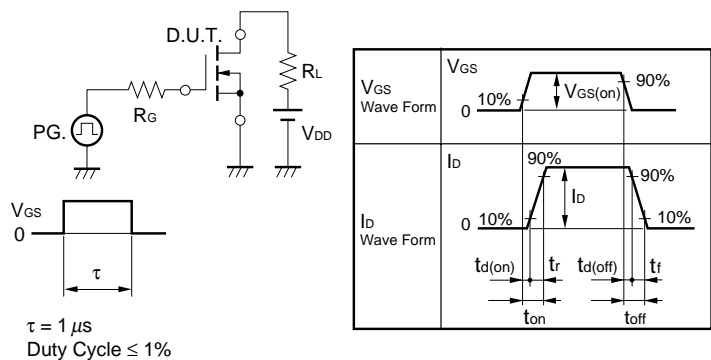 D.U.T.
RL
RG
PG.
VDD
VGS
0
τ
τ = 1 μs
Duty Cycle ≤ 1%
VGS
Wave Form
VGS
10%
0
VGS(on)
90%
ID
Wave Form
ID
90%
90%
ID
0 10%
10%
td(on) tr td(off) tf
ton toff